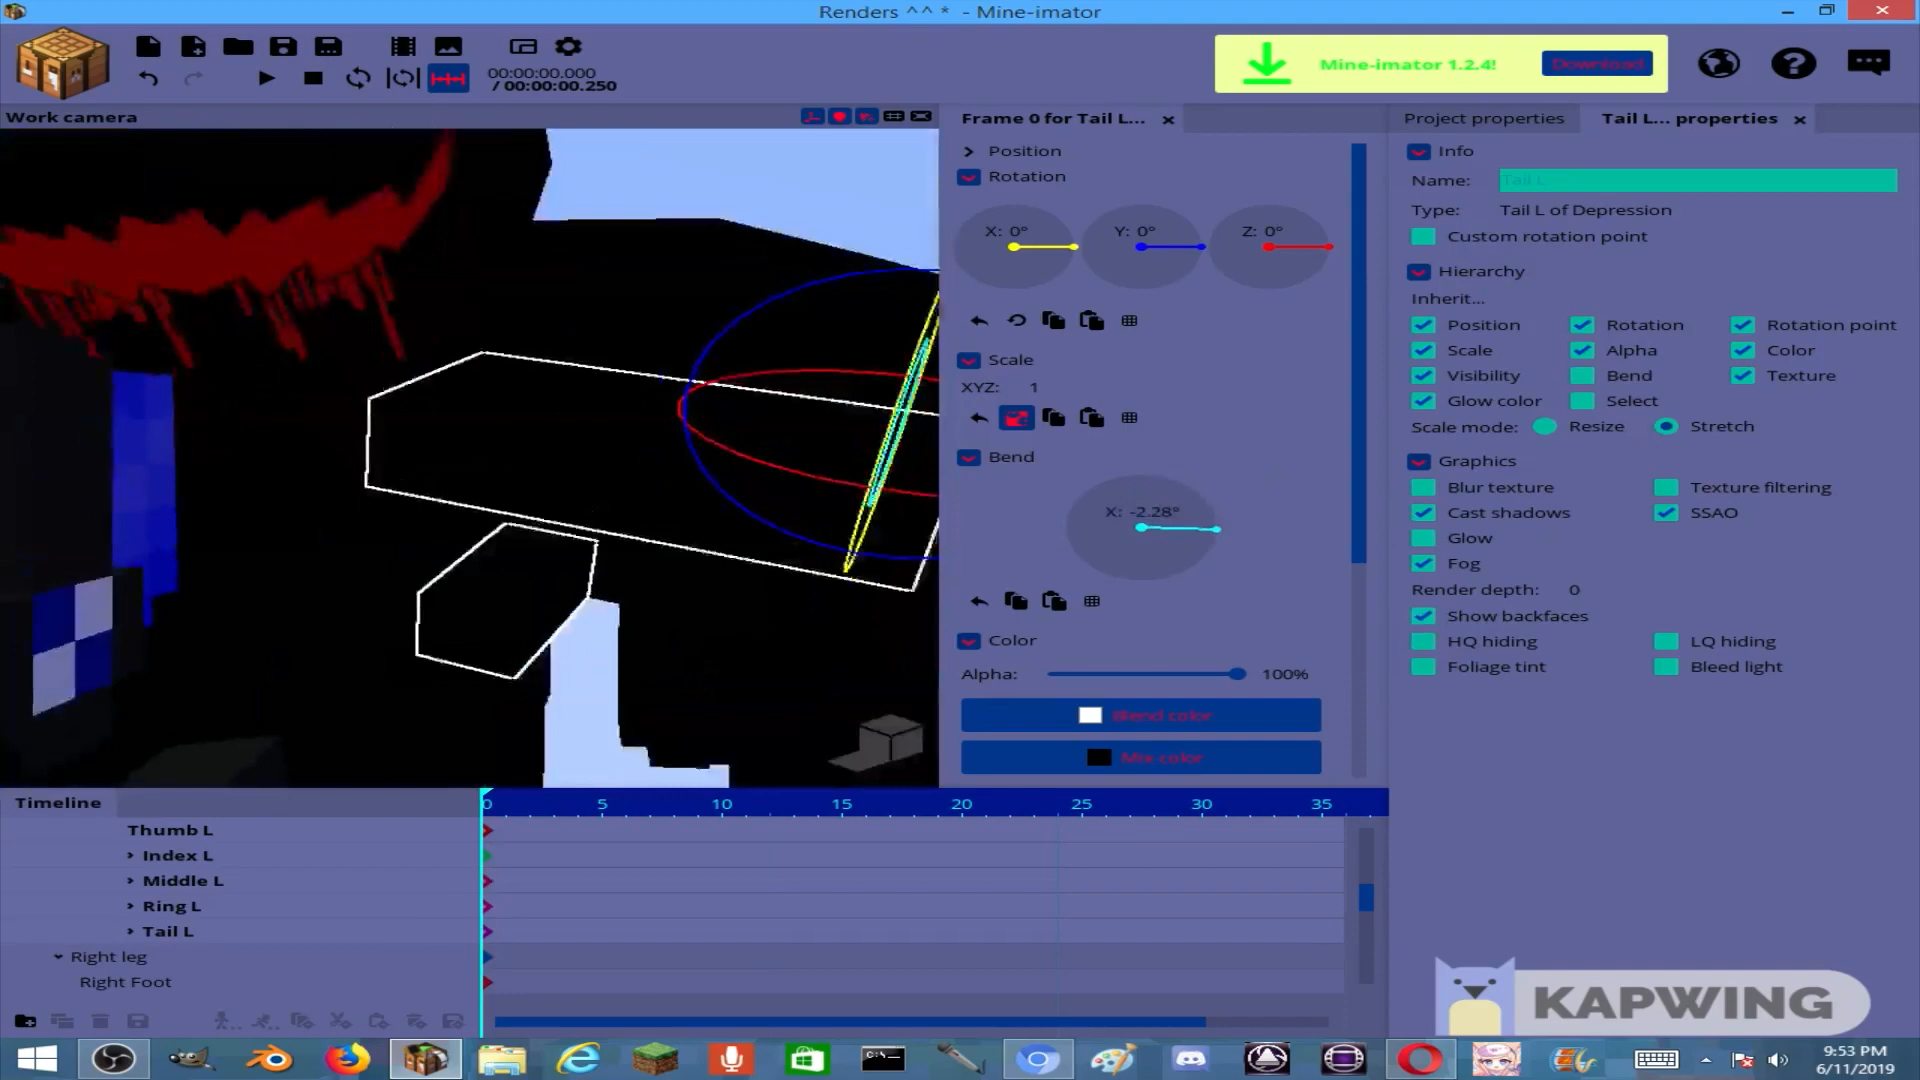 Renders ^^ * - Mine-imator
00:00:00.000
/ 00:00:00.250
Mine-imator 1.2.4!
Download
Work camera
Frame 0 for Tail L...
Project properties
Tail L... properties
Position
Rotation
X: 0°
Y: 0°
Z: 0°
Scale
XYZ: 1
Bend
X: -2.28°
Color
Alpha:
100%
Blend color
Mix color
Info
Name:
Tail L
Type:
Tail L of Depression
Custom rotation point
Hierarchy
Inherit...
Position
Rotation
Rotation point
Scale
Alpha
Color
Visibility
Bend
Texture
Glow color
Select
Scale mode:
Resize
Stretch
Graphics
Blur texture
Texture filtering
Cast shadows
SSAO
Glow
Fog
Render depth: 0
Show backfaces
HQ hiding
LQ hiding
Foliage tint
Bleed light
Timeline
0 5 10 15 20 25 30 35
Thumb L
Index L
Middle L
Ring L
Tail L
Right leg
Right Foot
KAPWING
C:\
9:53 PM
6/11/2019